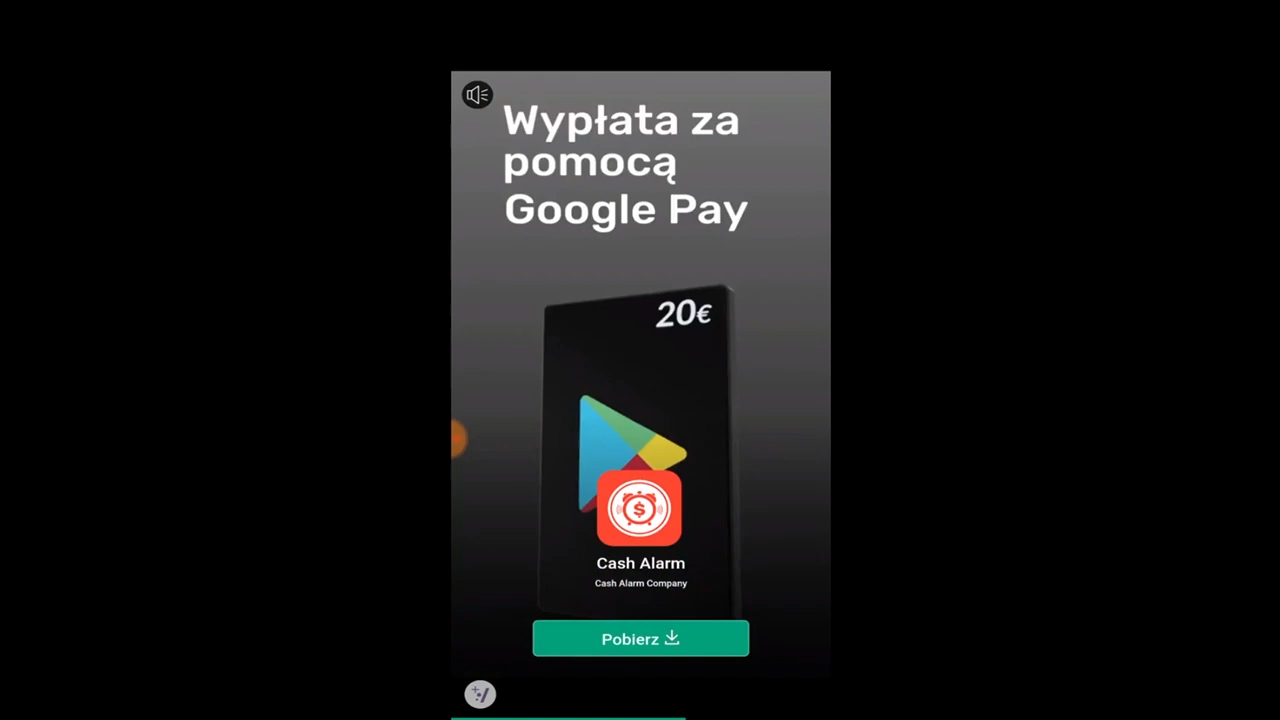 Wypłata za
pomocą
Google Pay
20€
$
Cash Alarm
Cash Alarm Company
Pobierz